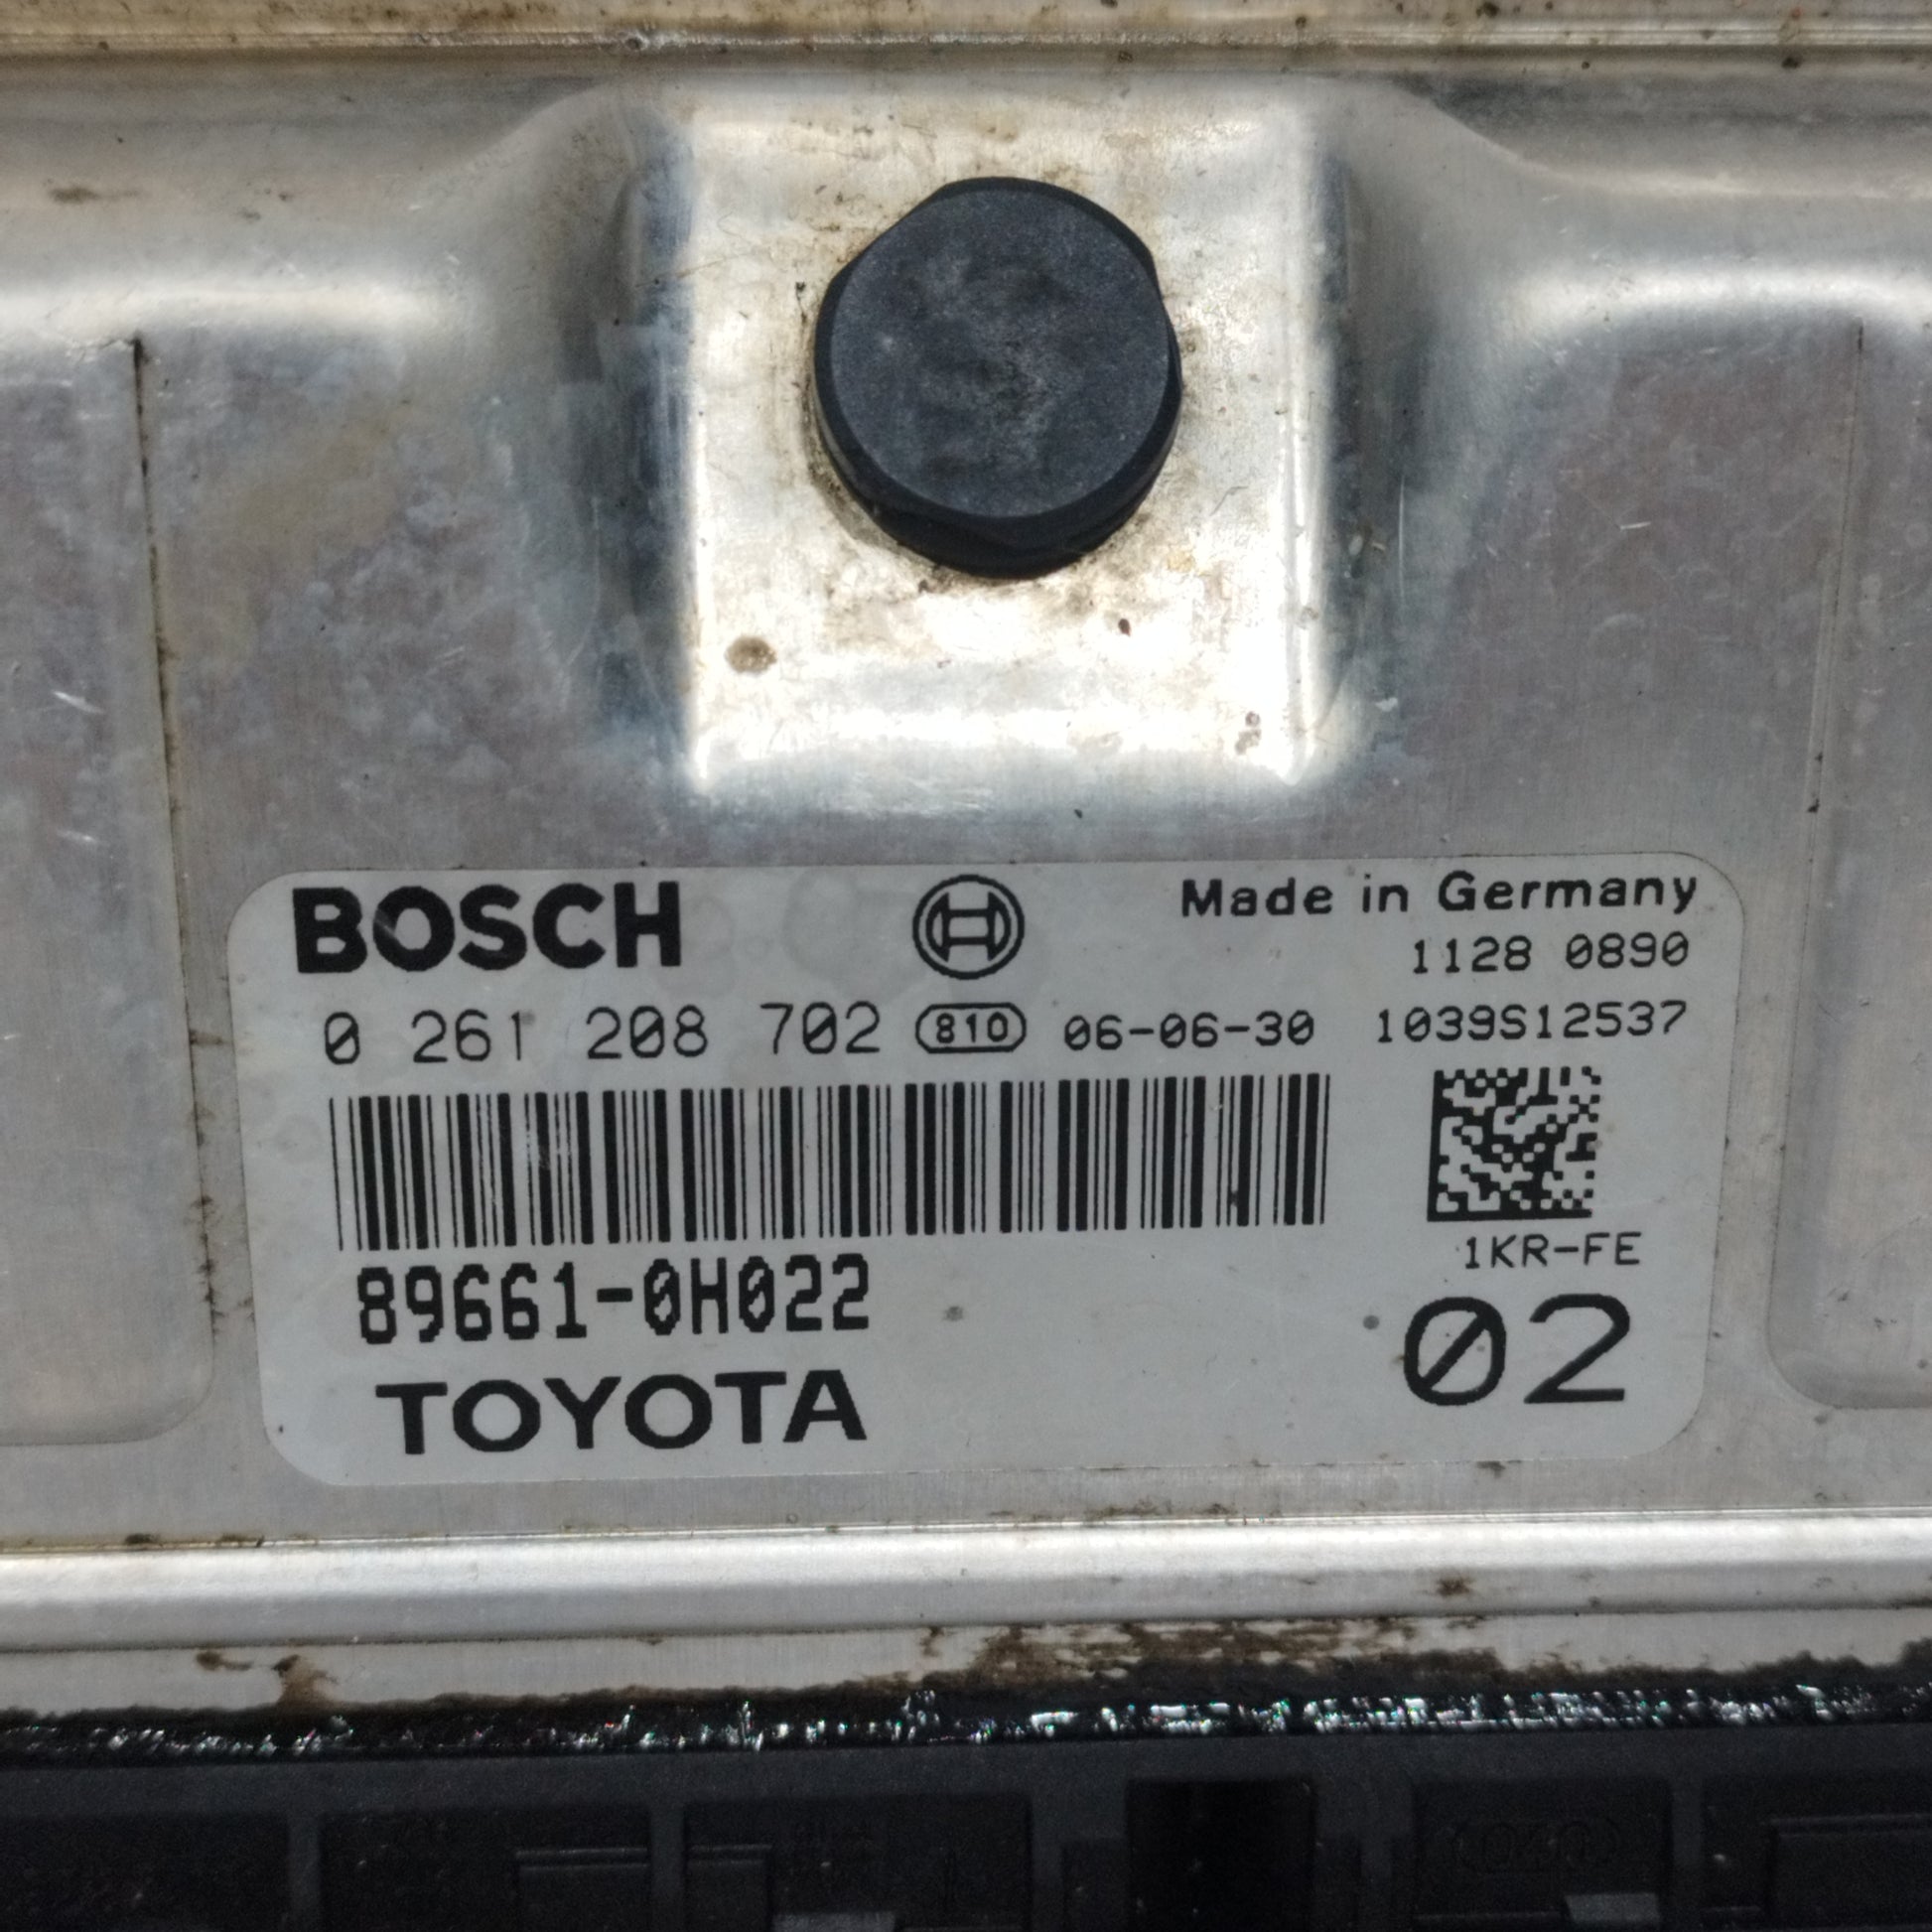 BOSCH
Made in Germany
1128 0890
0 261 208 702 810 06-06-30 1039S12537
89661-0H022
1KR-FE
TOYOTA
02